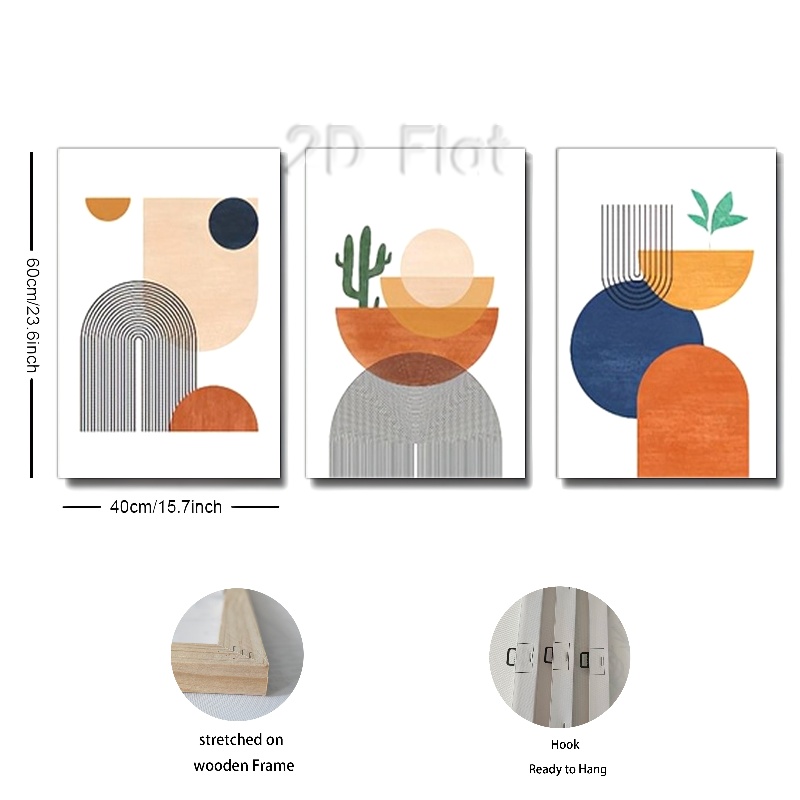 2D Flat
60cm/23.6inch
40cm/15.7inch
stretched on
wooden Frame
Hook
Ready to Hang